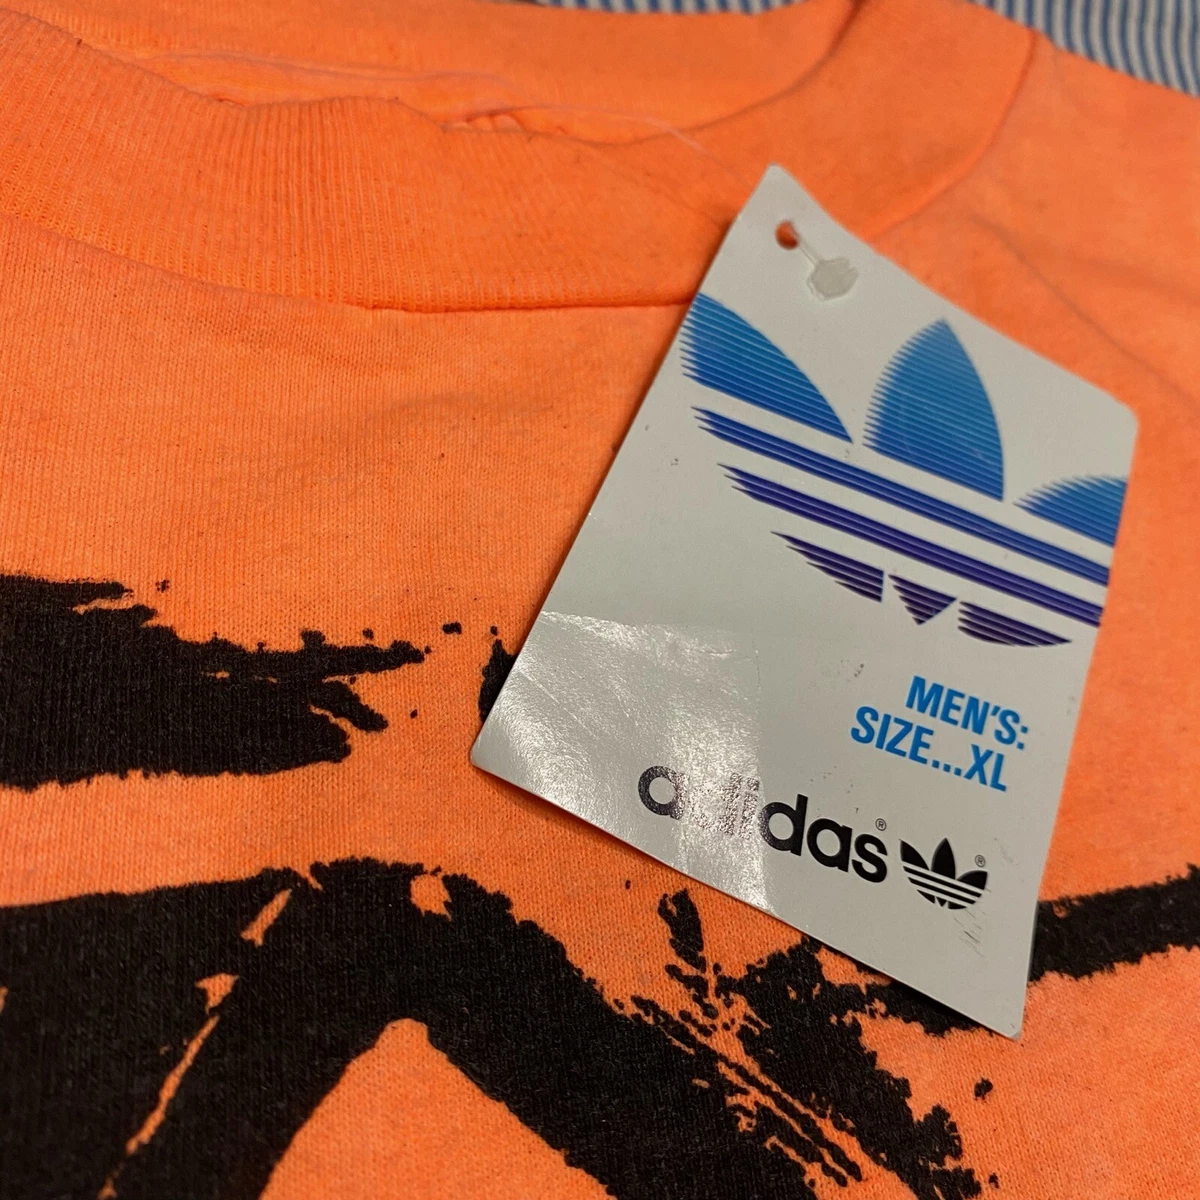 MEN'S:
SIZE...XL
adidas®
®